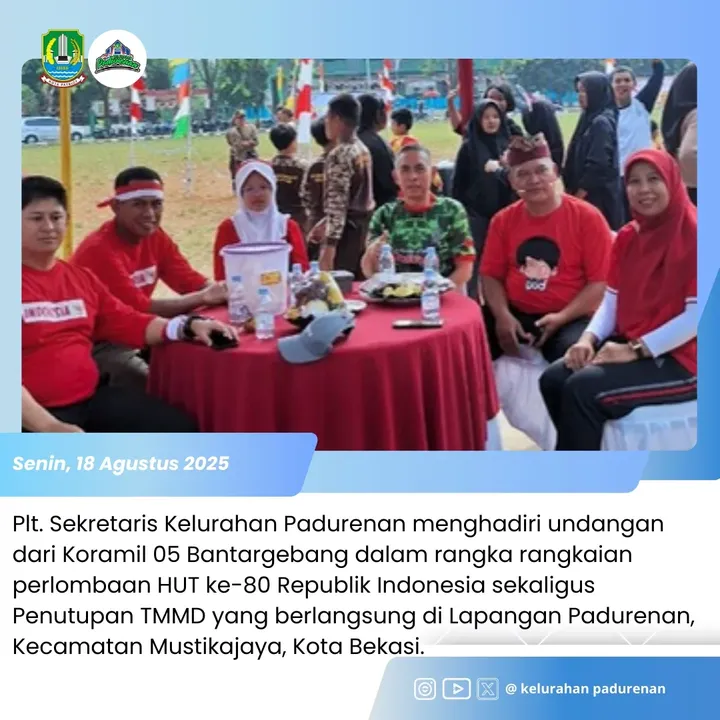 INDONESIA
Senin, 18 Agustus 2025
Plt. Sekretaris Kelurahan Padurenan menghadiri undangan
dari Koramil 05 Bantargebang dalam rangka rangkaian
perlombaan HUT ke-80 Republik Indonesia sekaligus
Penutupan TMMD yang berlangsung di Lapangan Padurenan,
Kecamatan Mustikajaya, Kota Bekasi.
@ kelurahan padurenan